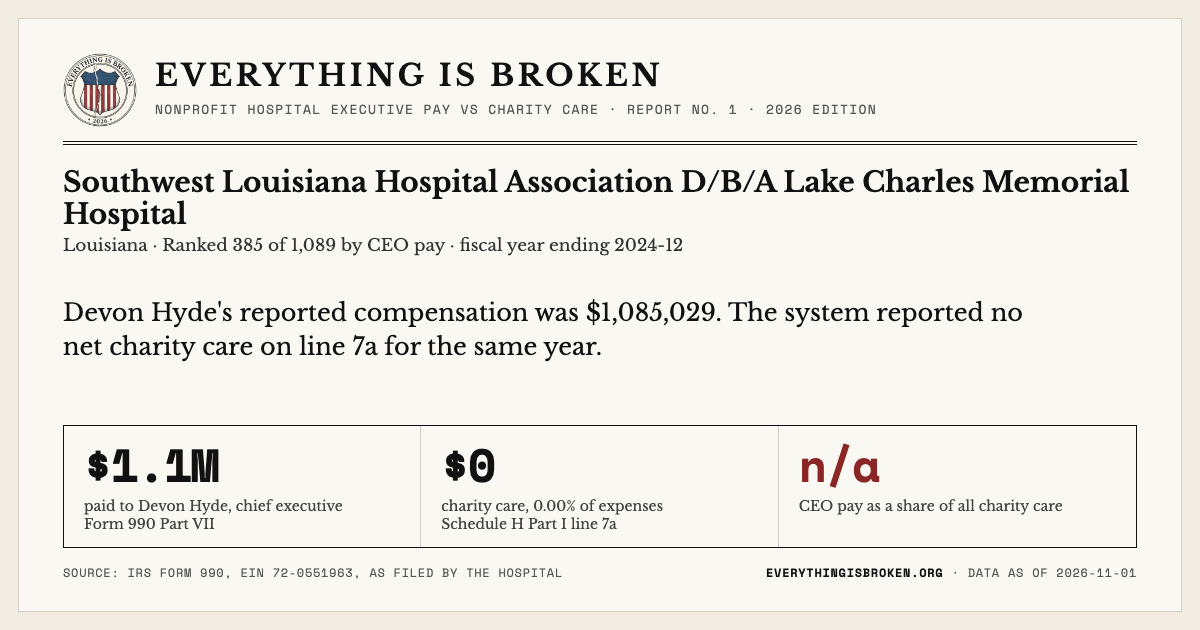 EVERYTHING IS BROKEN
· 2026 ·
EVERYTHING IS BROKEN
NONPROFIT HOSPITAL EXECUTIVE PAY VS CHARITY CARE · REPORT NO. 1 · 2026 EDITION
Southwest Louisiana Hospital Association D/B/A Lake Charles Memorial
Hospital
Louisiana · Ranked 385 of 1,089 by CEO pay · fiscal year ending 2024-12
Devon Hyde's reported compensation was $1,085,029. The system reported no
net charity care on line 7a for the same year.
$1.1M
paid to Devon Hyde, chief executive
Form 990 Part VII
$0
charity care, 0.00% of expenses
Schedule H Part I line 7a
n/a
CEO pay as a share of all charity care
SOURCE: IRS FORM 990, EIN 72-0551963, AS FILED BY THE HOSPITAL
EVERYTHINGISBROKEN.ORG · DATA AS OF 2026-11-01